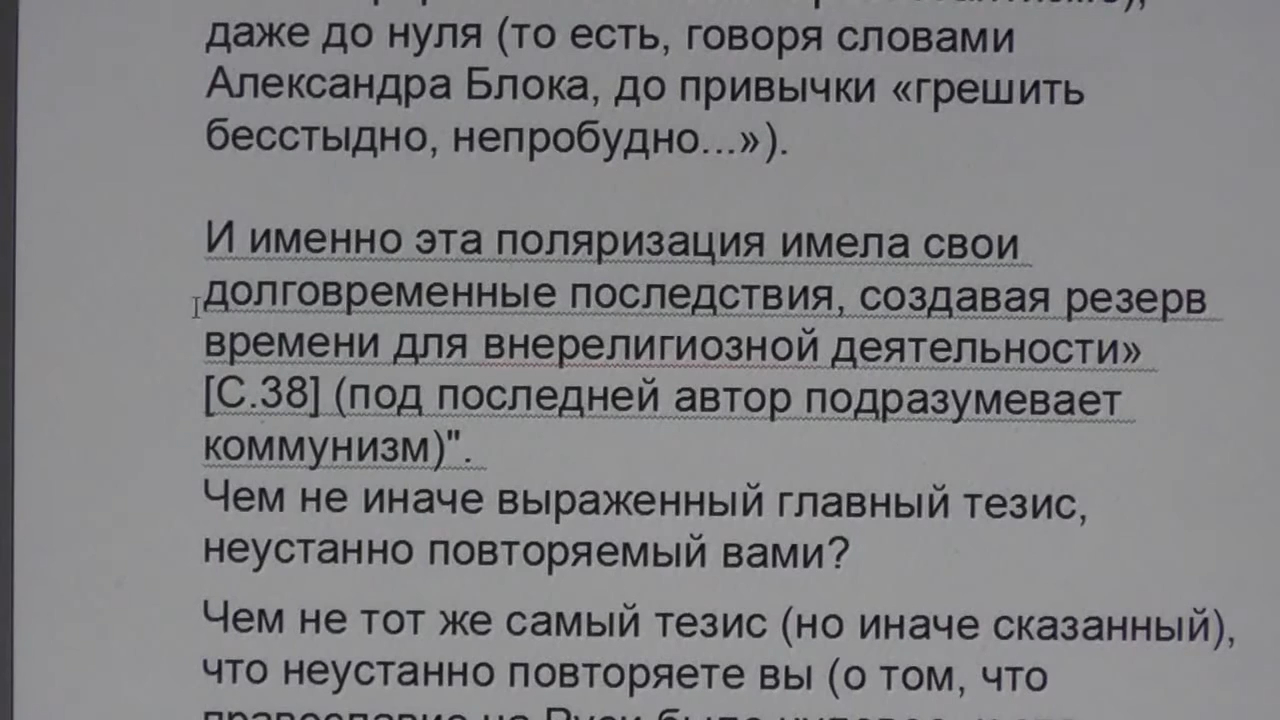 даже до нуля (то есть, говоря словами
Александра Блока, до привычки «грешить
бесстыдно, непробудно...»).
И именно эта поляризация имела свои
долговременные последствия, создавая резерв
времени для внерелигиозной деятельности»
[С.38] (под последней автор подразумевает
коммунизм)".
Чем не иначе выраженный главный тезис,
неустанно повторяемый вами?
Чем не тот же самый тезис (но иначе сказанный),
что неустанно повторяете вы (о том, что